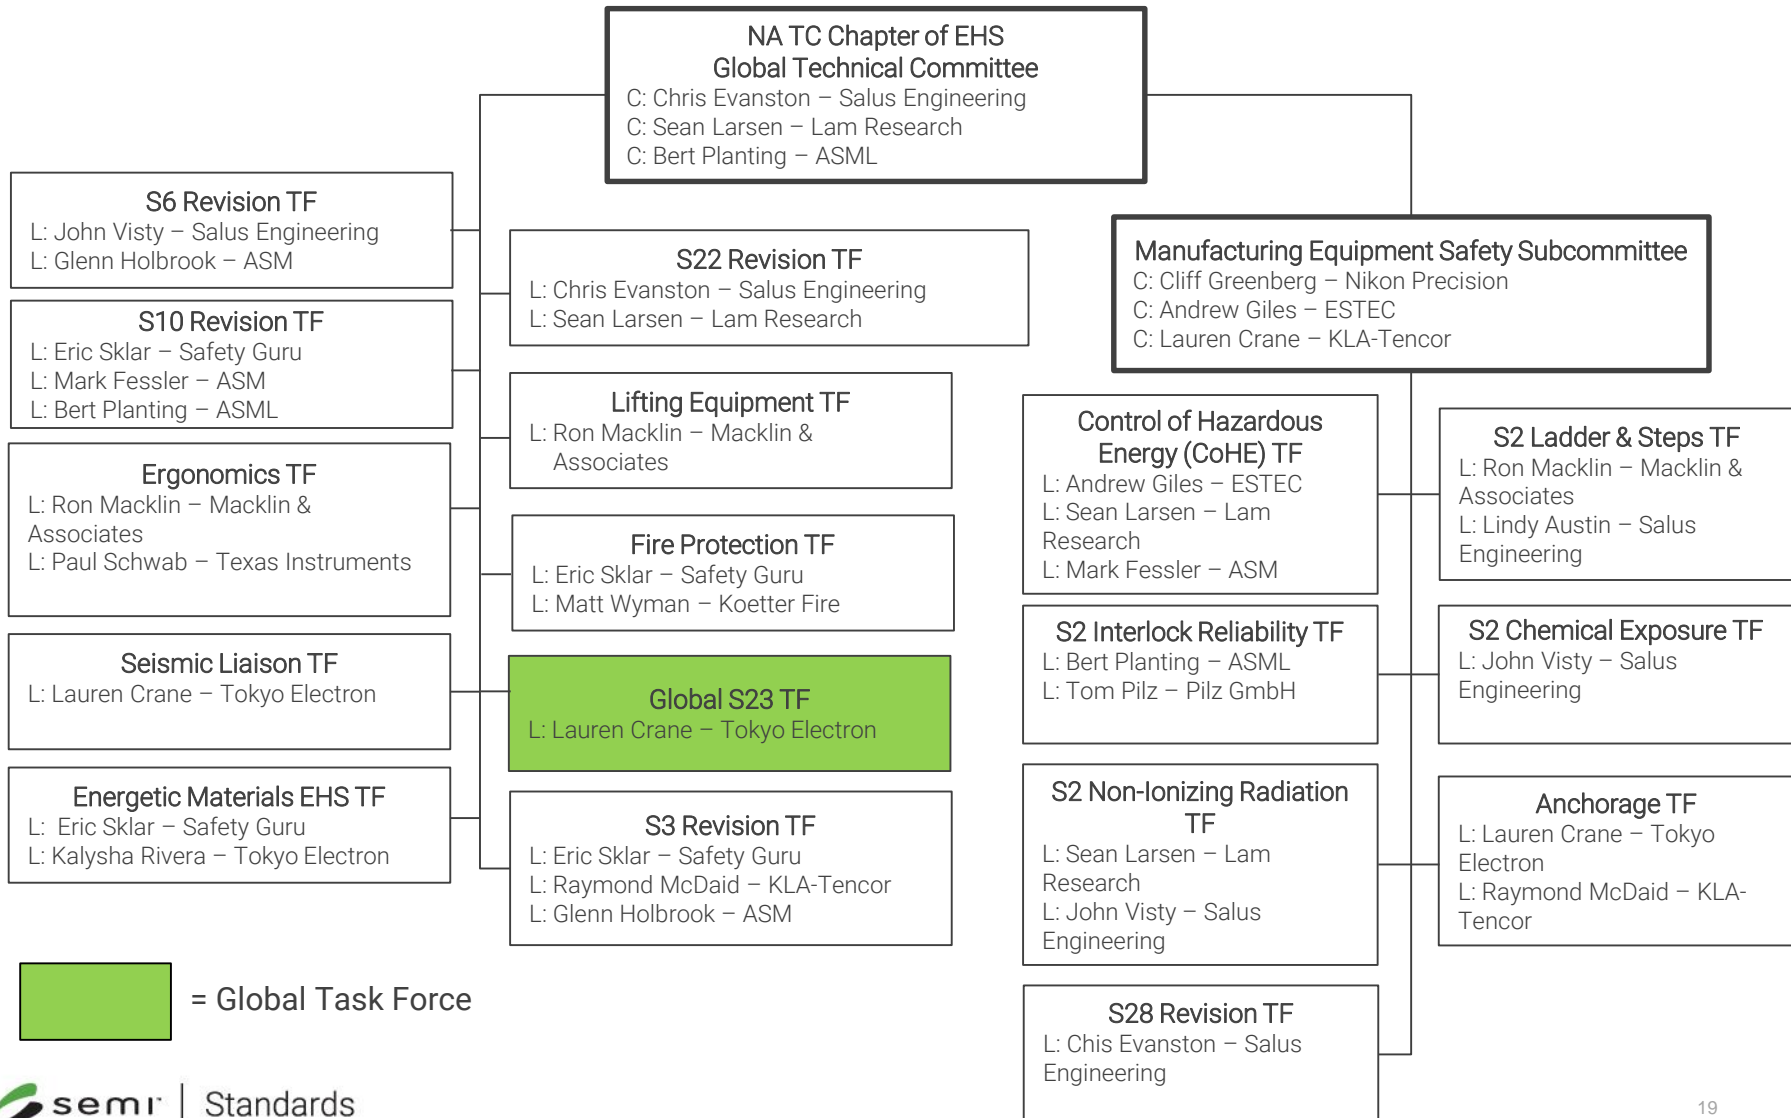 NA TC Chapter of EHS
Global Technical Committee
C: Chris Evanston – Salus Engineering
C: Sean Larsen – Lam Research
C: Bert Planting – ASML
S6 Revision TF
L: John Visty – Salus Engineering
L: Glenn Holbrook – ASM
S22 Revision TF
L: Chris Evanston – Salus Engineering
L: Sean Larsen – Lam Research
Manufacturing Equipment Safety Subcommittee
C: Cliff Greenberg – Nikon Precision
C: Andrew Giles – ESTEC
C: Lauren Crane – KLA-Tencor
S10 Revision TF
L: Eric Sklar – Safety Guru
L: Mark Fessler – ASM
L: Bert Planting – ASML
Lifting Equipment TF
L: Ron Macklin – Macklin &
Associates
Control of Hazardous
Energy (CoHE) TF
L: Andrew Giles – ESTEC
L: Sean Larsen – Lam
Research
L: Mark Fessler – ASM
S2 Ladder & Steps TF
L: Ron Macklin – Macklin &
Associates
L: Lindy Austin – Salus
Engineering
Ergonomics TF
L: Ron Macklin – Macklin &
Associates
L: Paul Schwab – Texas Instruments
Fire Protection TF
L: Eric Sklar – Safety Guru
L: Matt Wyman – Koetter Fire
S2 Interlock Reliability TF
L: Bert Planting – ASML
L: Tom Pilz – Pilz GmbH
S2 Chemical Exposure TF
L: John Visty – Salus
Engineering
Seismic Liaison TF
L: Lauren Crane – Tokyo Electron
Global S23 TF
L: Lauren Crane – Tokyo Electron
S2 Non-Ionizing Radiation
TF
L: Sean Larsen – Lam
Research
L: John Visty – Salus
Engineering
Anchorage TF
L: Lauren Crane – Tokyo
Electron
L: Raymond McDaid – KLA-
Tencor
Energetic Materials EHS TF
L: Eric Sklar – Safety Guru
L: Kalysha Rivera – Tokyo Electron
S3 Revision TF
L: Eric Sklar – Safety Guru
L: Raymond McDaid – KLA-Tencor
L: Glenn Holbrook – ASM
= Global Task Force
S28 Revision TF
L: Chis Evanston – Salus
Engineering
semi | Standards
19